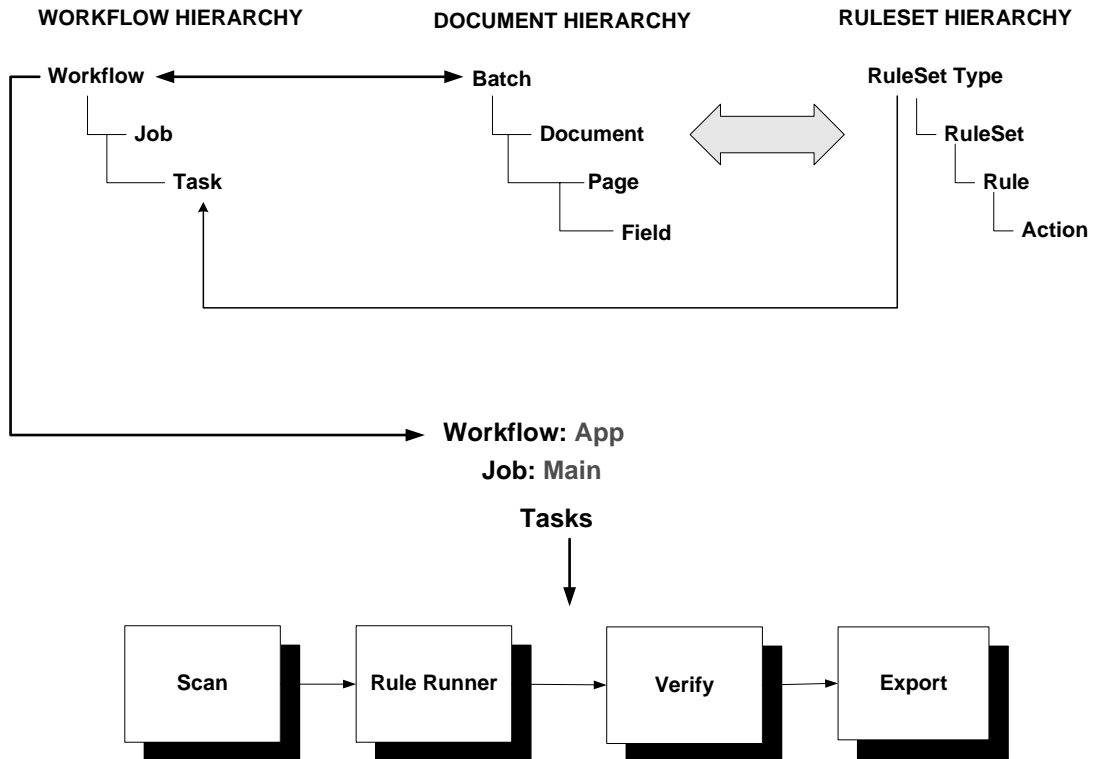 WORKFLOW HIERARCHY
DOCUMENT HIERARCHY
RULESET HIERARCHY
Workflow
Job
Task
Batch
Document
Page
Field
RuleSet Type
RuleSet
Rule
Action
Workflow: App
Job: Main
Tasks
Scan
Rule Runner
Verify
Export